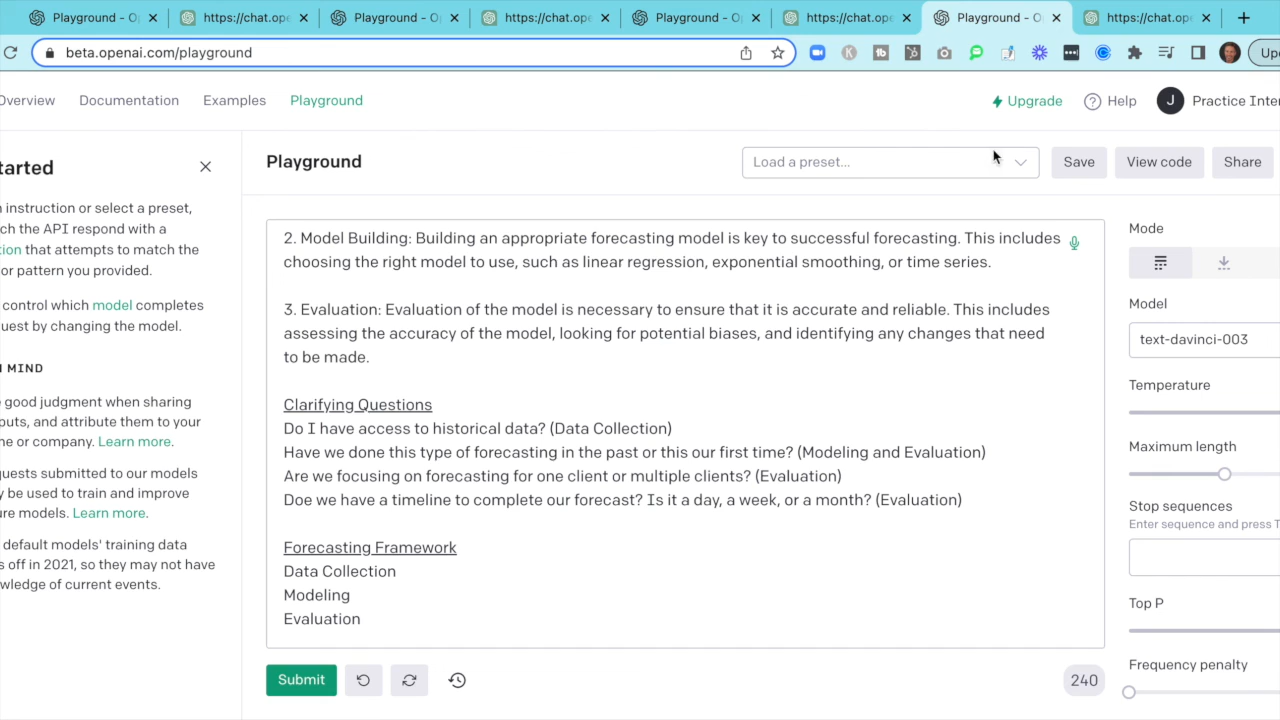 Playground - O
https://chat.ope
Playground - O
https://chat.ope
Playground - O
https://chat.ope
Playground - O
https://chat.ope
beta.openai.com/playground
Overview
Documentation
Examples
Playground
Upgrade
Help
J
Practice Inter
tarted
Playground
Load a preset...
Save
View code
Share
n instruction or select a preset,
ch the API respond with a
tion that attempts to match the
or pattern you provided.
control which model completes
quest by changing the model.
MIND
e good judgment when sharing
puts, and attribute them to your
ne or company. Learn more.
quests submitted to our models
y be used to train and improve
ure models. Learn more.
default models' training data
s off in 2021, so they may not have
wledge of current events.
2. Model Building: Building an appropriate forecasting model is key to successful forecasting. This includes
choosing the right model to use, such as linear regression, exponential smoothing, or time series.
3. Evaluation: Evaluation of the model is necessary to ensure that it is accurate and reliable. This includes
assessing the accuracy of the model, looking for potential biases, and identifying any changes that need
to be made.
Clarifying Questions
Do I have access to historical data? (Data Collection)
Have we done this type of forecasting in the past or this our first time? (Modeling and Evaluation)
Are we focusing on forecasting for one client or multiple clients? (Evaluation)
Doe we have a timeline to complete our forecast? Is it a day, a week, or a month? (Evaluation)
Forecasting Framework
Data Collection
Modeling
Evaluation
Submit
240
Mode
Model
text-davinci-003
Temperature
Maximum length
Stop sequences
Enter sequence and press T
Top P
Frequency penalty